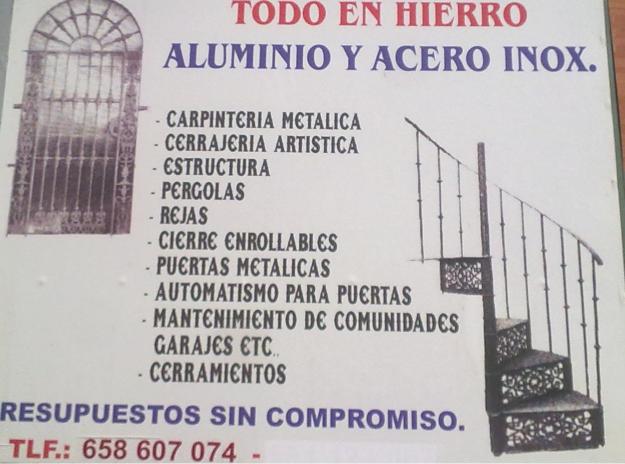 TODO EN HIERRO
ALUMINIO Y ACERO INOX.
- CARPINTERIA METALICA
- CERRAJERIA ARTISTICA
- ESTRUCTURA
- PERGOLAS
- REJAS
- CIERRE ENROLLABLES
- PUERTAS METALICAS
- AUTOMATISMO PARA PUERTAS
- MANTENIMIENTO DE COMUNIDADES
GARAJES ETC..
- CERRAMIENTOS
RESUPUESTOS SIN COMPROMISO.
TLF.: 658 607 074 -